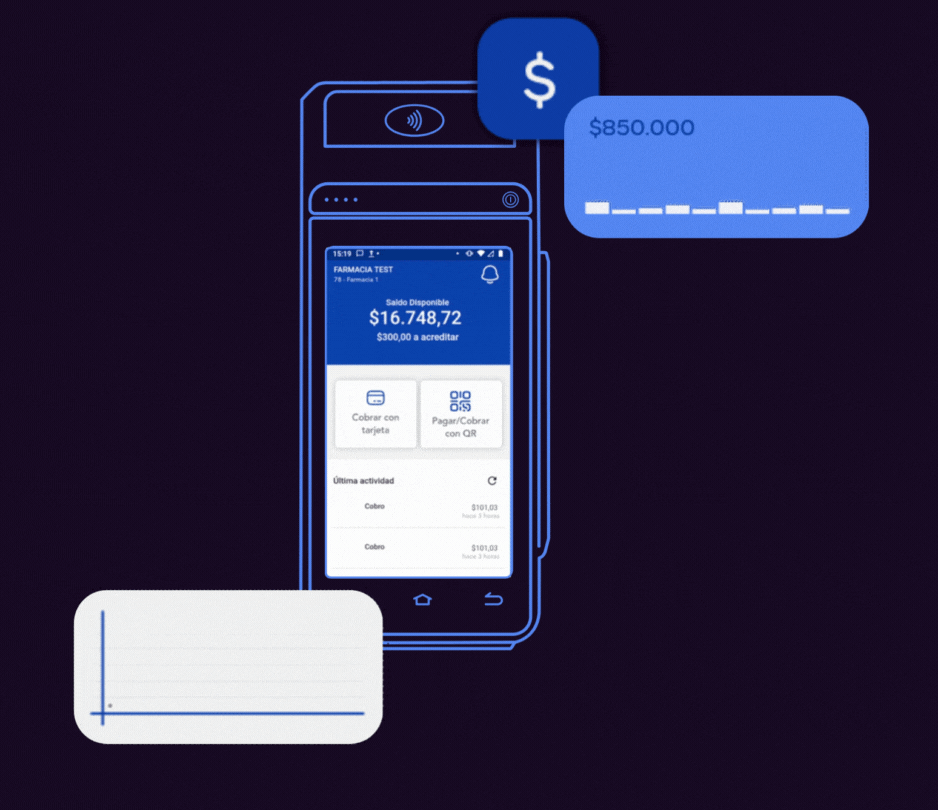 $
$850.000
15:19
FARMACIA TEST
78 - Farmacia 1
Saldo Disponible
$16.748,72
$300,00 a acreditar
Cobrar con
tarjeta
Pagar/Cobrar
con QR
Última actividad
Cobro
$101,03
hace 3 horas
Cobro
$101,03
hace 3 horas